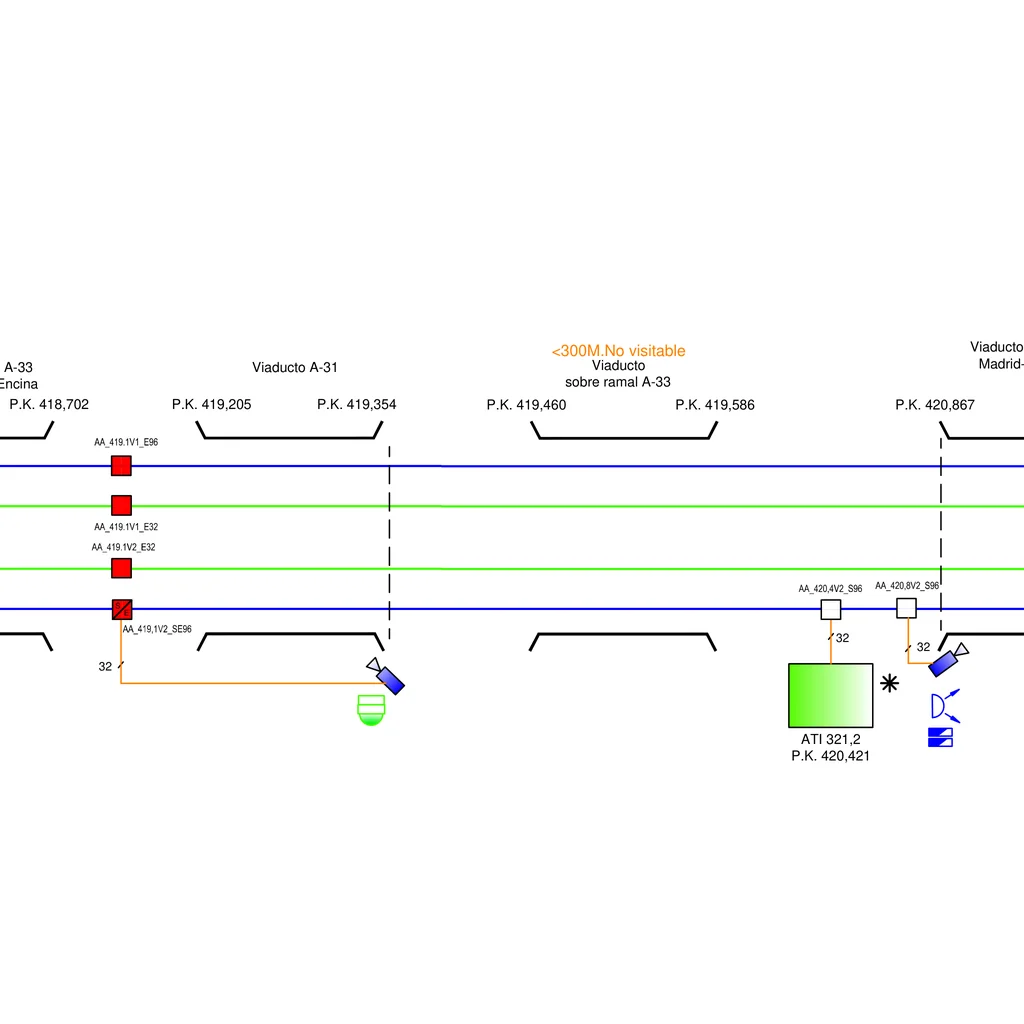 A-33
Encina
P.K. 418,702
Viaducto A-31
P.K. 419,205
P.K. 419,354
<300M.No visitable
Viaducto
sobre ramal A-33
P.K. 419,460
P.K. 419,586
Viaducto
Madrid-
P.K. 420,867
AA_419.1V1_E96
AA_419.1V1_E32
AA_419.1V2_E32
AA_419,1V2_SE96
32
AA_420,4V2_S96
AA_420,8V2_S96
32
32
ATI 321,2
P.K. 420,421